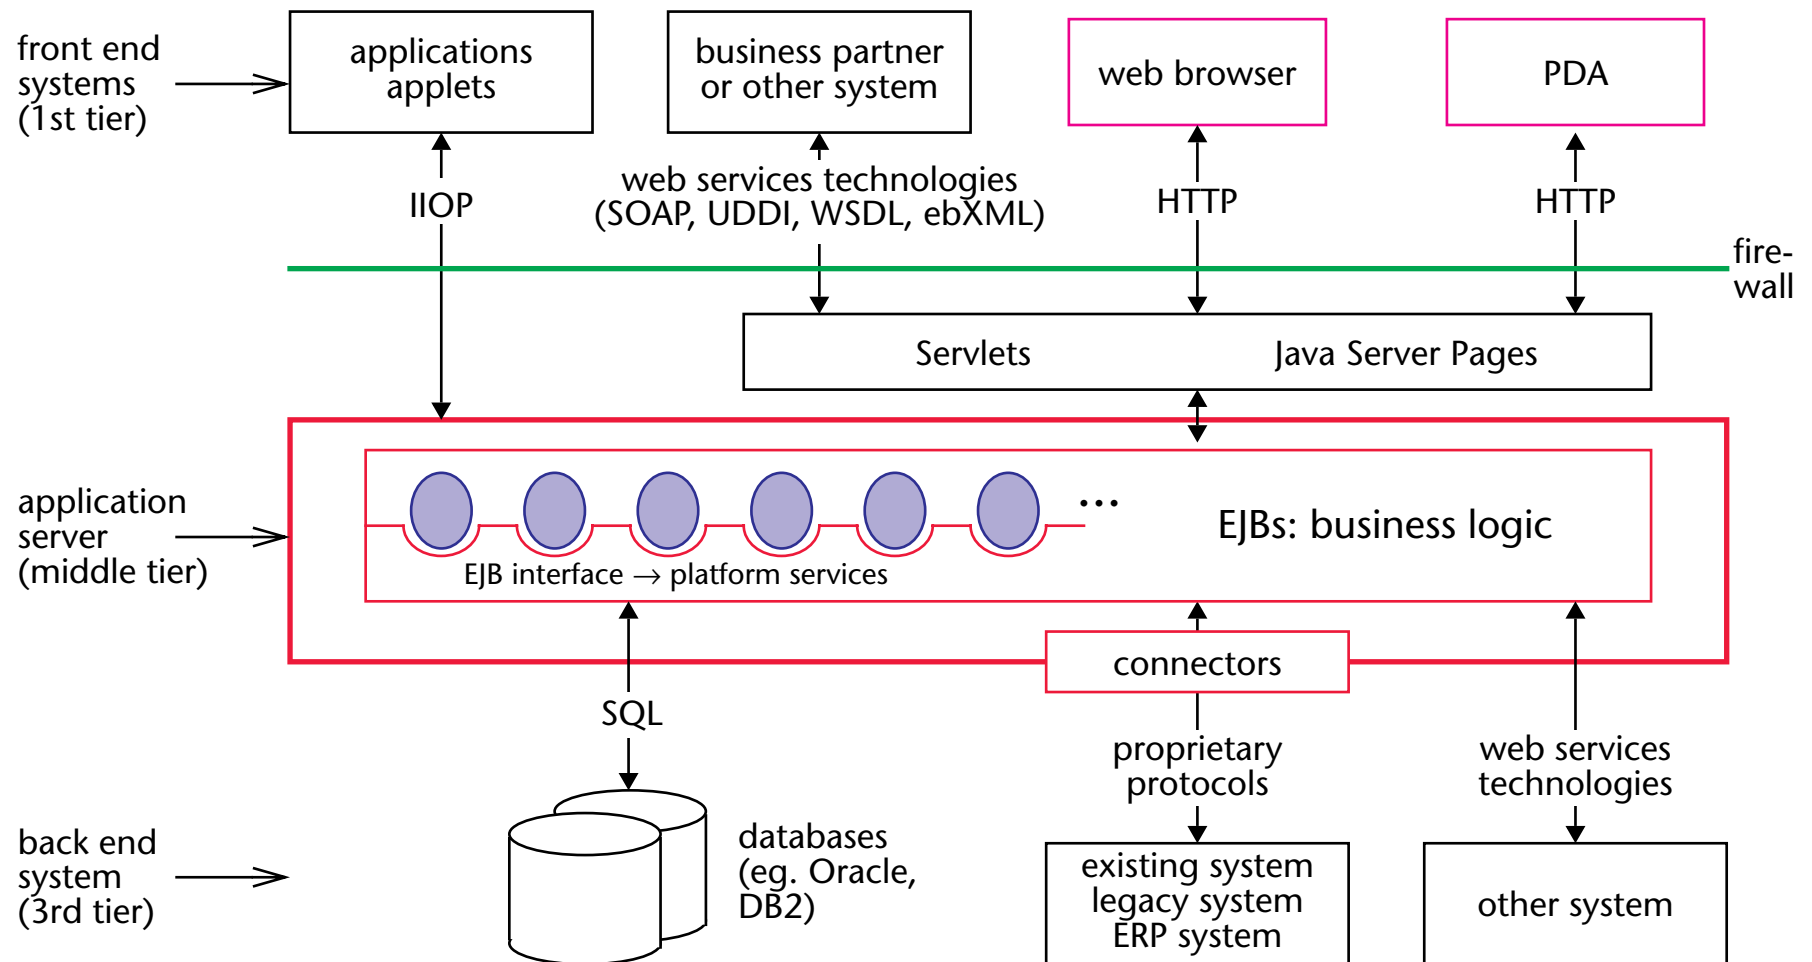 front end
systems
(1st tier)
applications
applets
business partner
or other system
web browser
PDA
IIOP
web services technologies
(SOAP, UDDI, WSDL, ebXML)
HTTP
HTTP
fire-
wall
Servlets
Java Server Pages
application
server
(middle tier)
...
EJBs: business logic
EJB interface → platform services
connectors
SQL
proprietary
protocols
web services
technologies
back end
system
(3rd tier)
databases
(eg. Oracle,
DB2)
existing system
legacy system
ERP system
other system